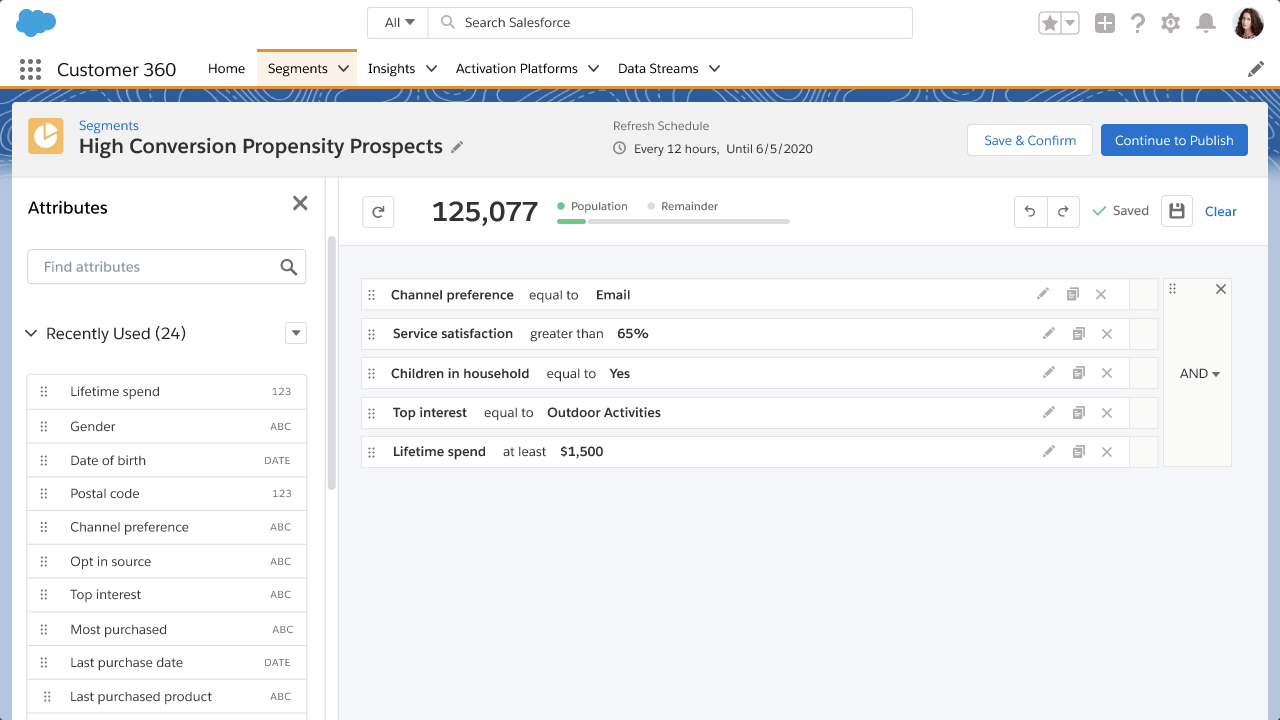 All
Search Salesforce
Customer 360
Home
Segments
Insights
Activation Platforms
Data Streams
Segments
High Conversion Propensity Prospects
Refresh Schedule
Every 12 hours, Until 6/5/2020
Save & Confirm
Continue to Publish
Attributes
Find attributes
Recently Used (24)
Lifetime spend 123
Gender ABC
Date of birth DATE
Postal code 123
Channel preference ABC
Opt in source ABC
Top interest ABC
Most purchased ABC
Last purchase date DATE
Last purchased product ABC
125,077
Population
Remainder
Saved
Clear
Channel preference equal to Email
Service satisfaction greater than 65%
Children in household equal to Yes
Top interest equal to Outdoor Activities
Lifetime spend at least $1,500
AND